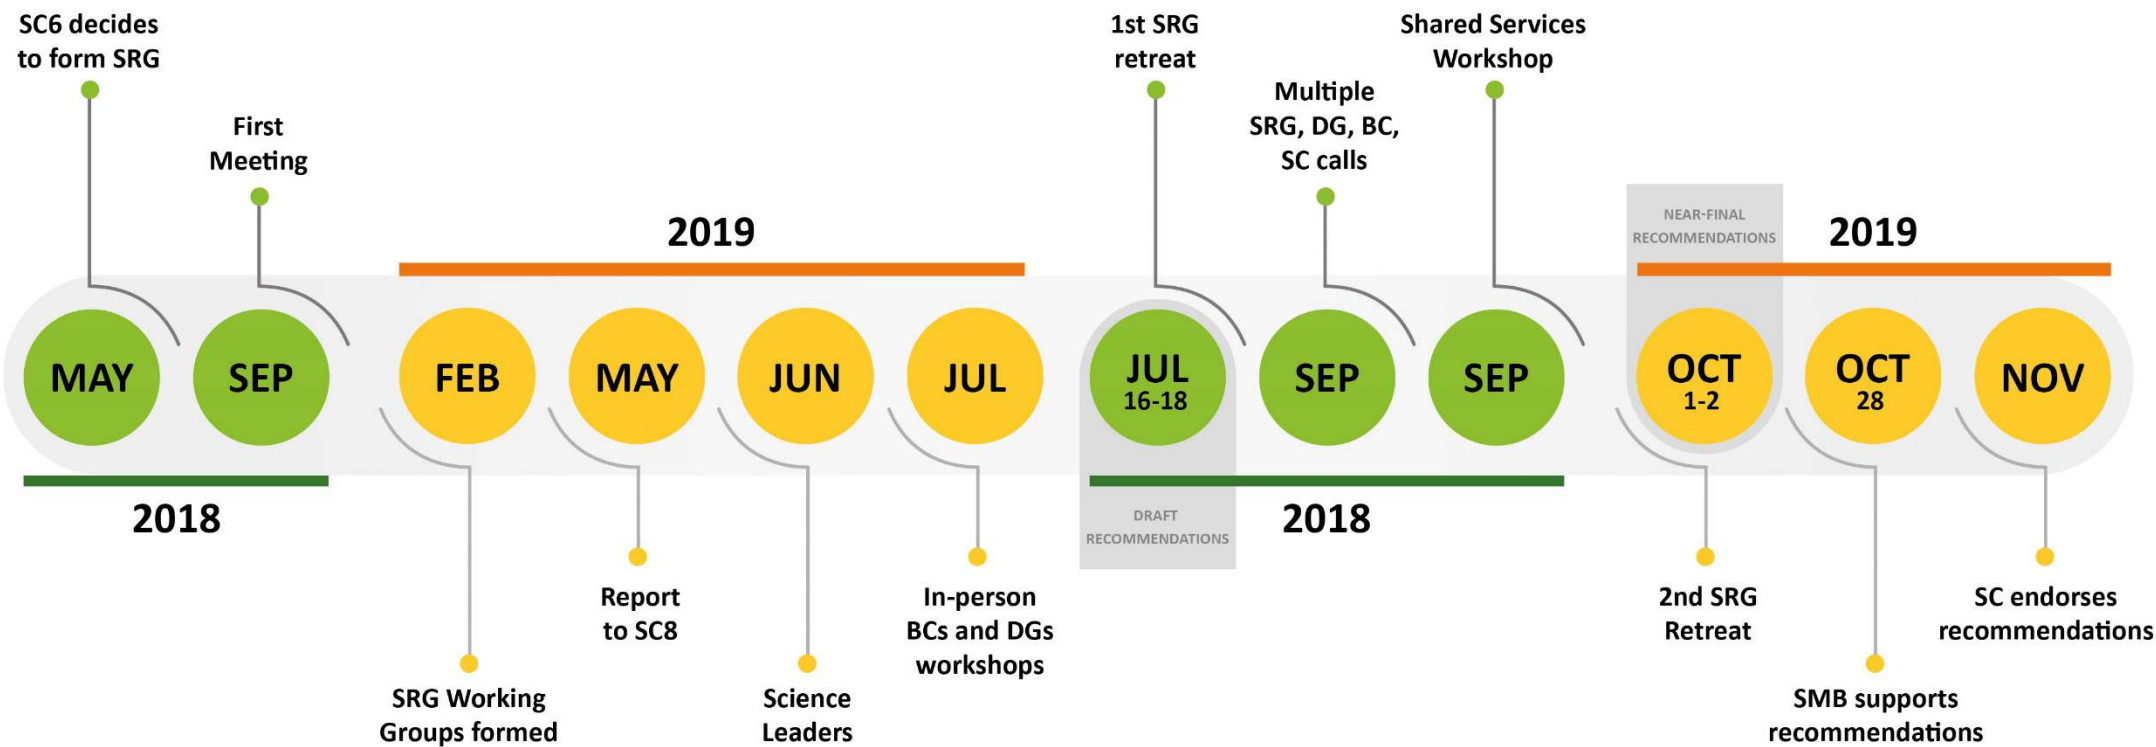 SC6 decides
to form SRG
First
Meeting
1st SRG
retreat
Multiple
SRG, DG, BC,
SC calls
Shared Services
Workshop
2019
NEAR-FINAL
RECOMMENDATIONS
2019
MAY
SEP
FEB
MAY
JUN
JUL
JUL
16-18
SEP
SEP
OCT
1-2
OCT
28
NOV
2018
DRAFT
RECOMMENDATIONS
2018
SRG Working
Groups formed
Report
to SC8
Science
Leaders
In-person
BCs and DGs
workshops
2nd SRG
Retreat
SMB supports
recommendations
SC endorses
recommendations